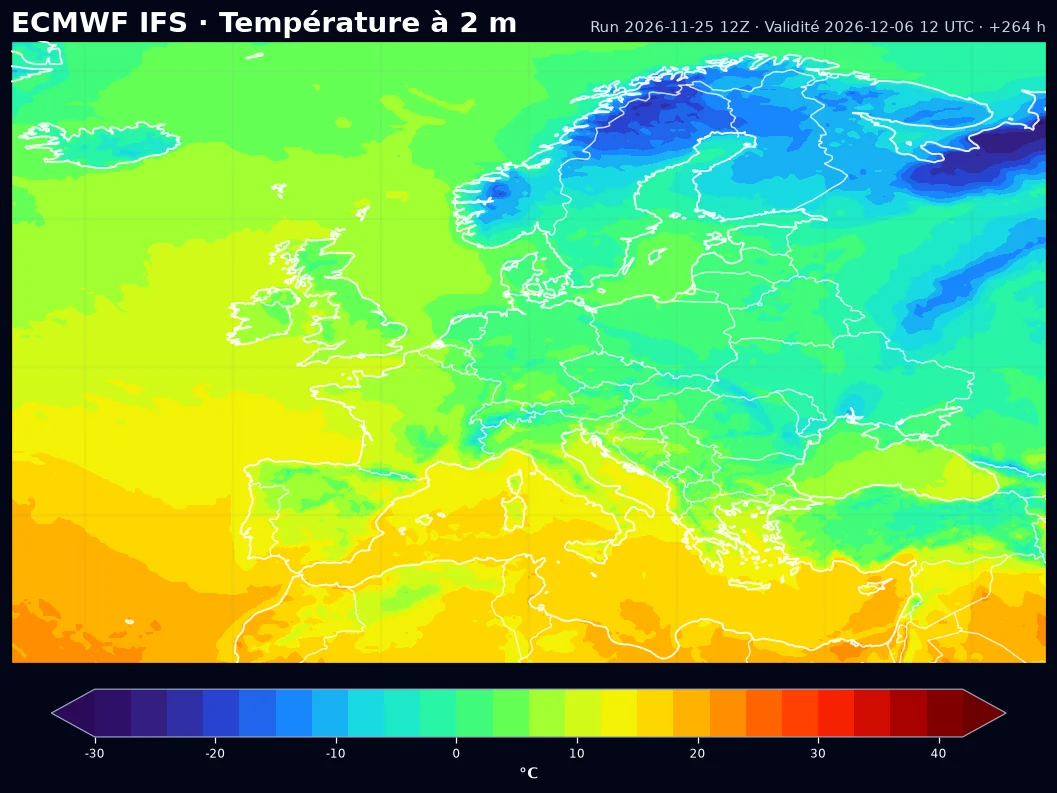 ECMWF IFS · Température à 2 m
Run 2026-11-25 12Z · Validité 2026-12-06 12 UTC · +264 h
-30 -20 -10 0 10 20 30 40
°C